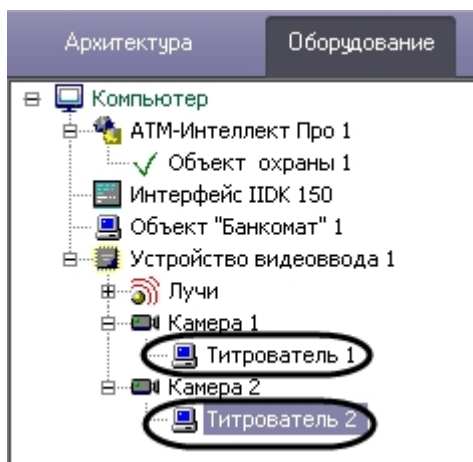 Архитектура Оборудование
Компьютер
АТМ-Интеллект Про 1
Объект охраны 1
Интерфейс IIDK 150
Объект "Банкомат" 1
Устройство видеоввода 1
Лучи
Камера 1
Титрователь 1
Камера 2
Титрователь 2